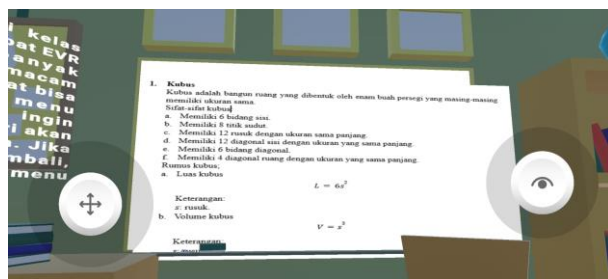 i kelas
pat EVR
anyak
macam
at bisa
menu
ingin
ri akan
. Jika
mbali,
menu
1. Kubus
Kubus adalah bangun ruang yang dibentuk oleh enam buah persegi yang masing-masing
memiliki ukuran sama.
Sifat-sifat kubus
a. Memiliki 6 bidang sisi.
b. Memiliki 8 titik sudut.
c. Memiliki 12 rusuk dengan ukuran sama panjang.
d. Memiliki 12 diagonal sisi dengan ukuran yang sama panjang.
e. Memiliki 6 bidang diagonal.
f. Memiliki 4 diagonal ruang dengan ukuran yang sama panjang.
Rumus kubus;
a. Luas kubus
L = 6s²
Keterangan:
s: rusuk.
b. Volume kubus
V = s³
Keterangan